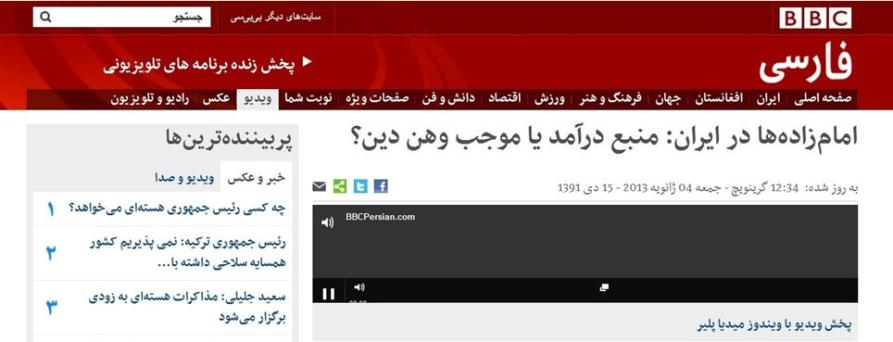 BBC
سایت‌های دیگر بی‌بی‌سی
جستجو
فارسی
پخش زنده برنامه های تلویزیونی
صفحه اصلی
ایران
افغانستان
جهان
فرهنگ و هنر
ورزش
اقتصاد
دانش و فن
صفحات ویژه
نوبت شما
ویدیو
عکس
رادیو و تلویزیون
امام‌زاده‌ها در ایران: منبع درآمد یا موجب وهن دین؟
به روز شده: 12:34 گرینویچ - جمعه 04 ژانویه 2013 - 15 دی 1391
BBCPersian.com
پخش ویدیو با ویندوز میدیا پلیر
پربیننده‌ترین‌ها
خبر و عکس
ویدیو و صدا
۱ چه کسی رئیس جمهوری هسته‌ای می‌خواهد؟
۲ رئیس جمهوری ترکیه: نمی پذیریم کشور
همسایه سلاحی داشته با...
۳ سعید جلیلی: مذاکرات هسته‌ای به زودی
برگزار می‌شود